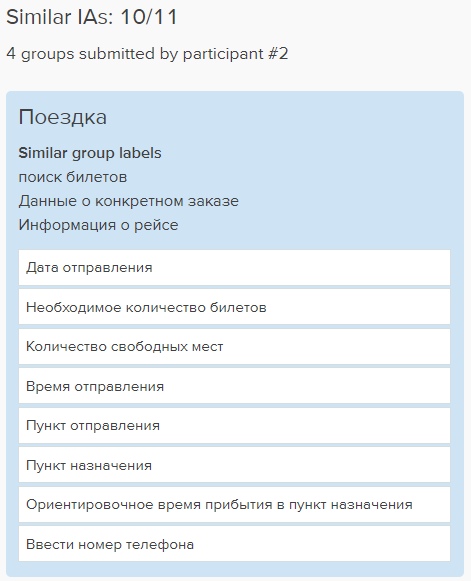 Similar IAs: 10/11
4 groups submitted by participant #2
Поездка
Similar group labels
поиск билетов
Данные о конкретном заказе
Информация о рейсе
Дата отправления
Необходимое количество билетов
Количество свободных мест
Время отправления
Пункт отправления
Пункт назначения
Ориентировочное время прибытия в пункт назначения
Ввести номер телефона